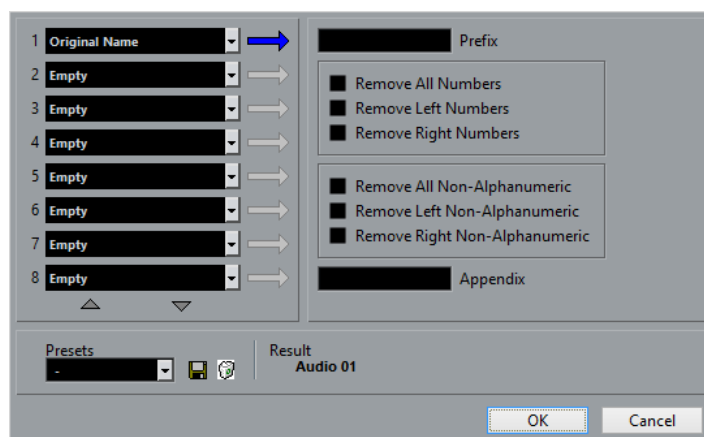 1 Original Name
2 Empty
3 Empty
4 Empty
5 Empty
6 Empty
7 Empty
8 Empty
Prefix
Remove All Numbers
Remove Left Numbers
Remove Right Numbers
Remove All Non-Alphanumeric
Remove Left Non-Alphanumeric
Remove Right Non-Alphanumeric
Appendix
Presets
-
Result
Audio 01
OK
Cancel